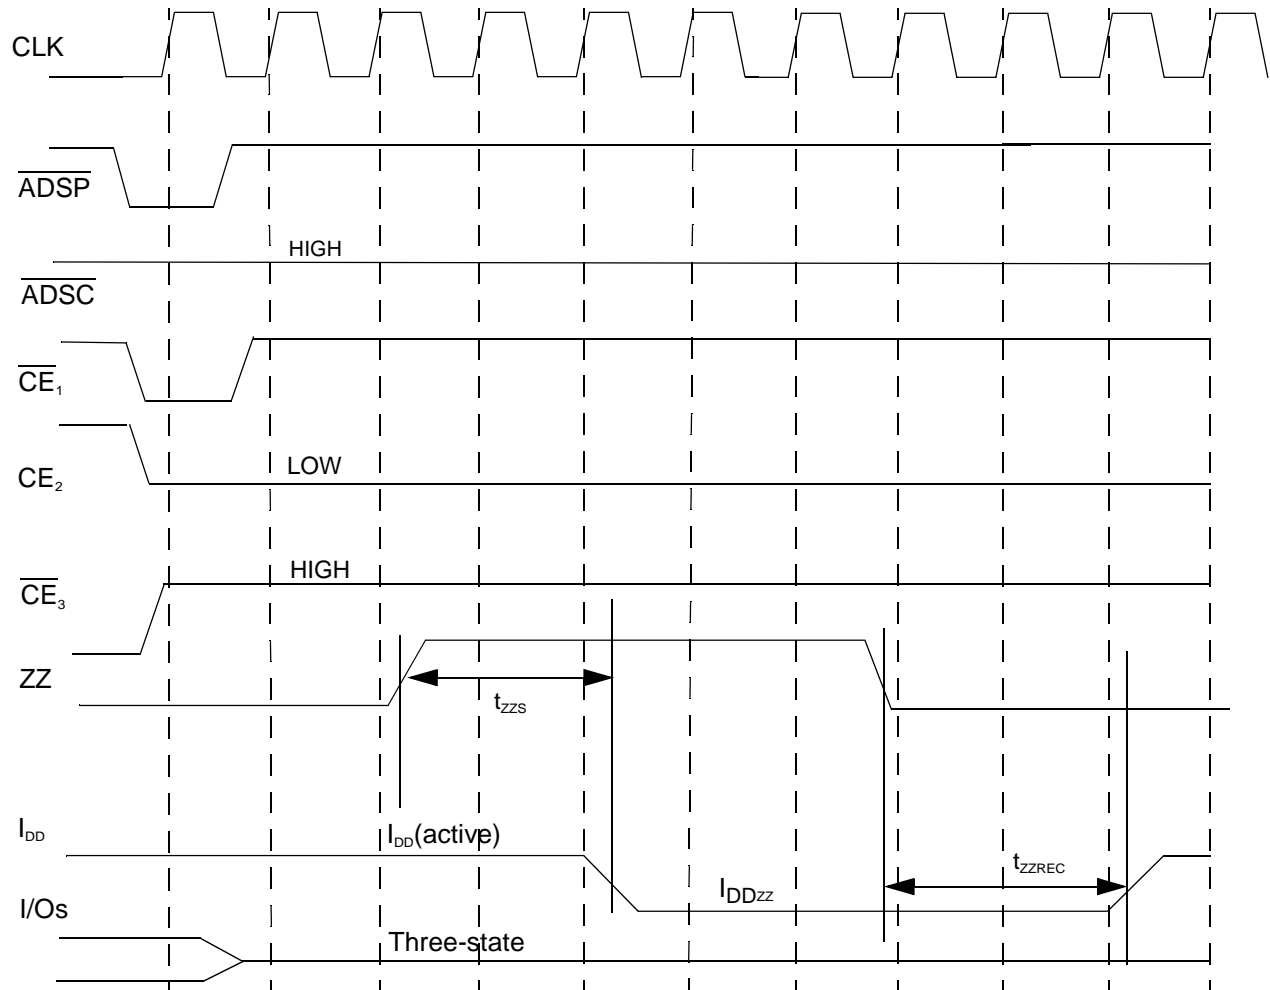 CLK
ADSP
HIGH
ADSC
CE1
LOW
CE2
HIGH
CE3
ZZ
tZZS
IDD
IDD(active)
tZZREC
IDDZZ
I/Os
Three-state